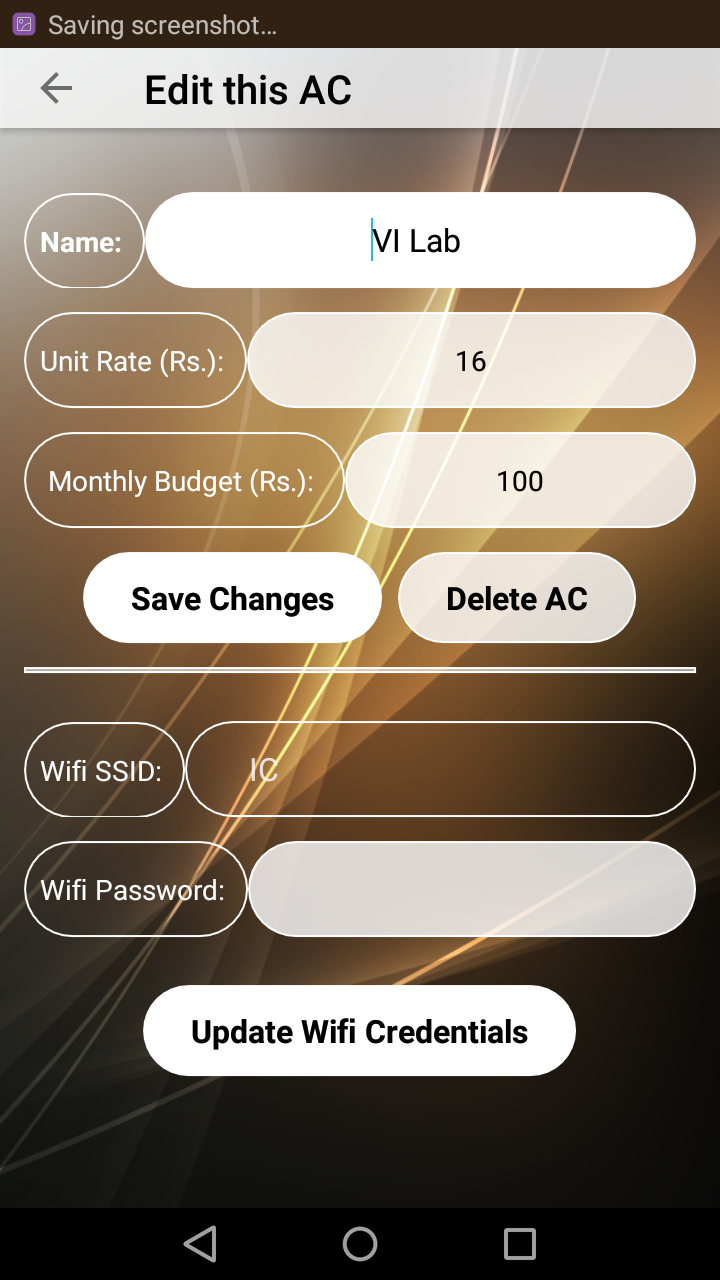 Saving screenshot...
Edit this AC
Name: VI Lab
Unit Rate (Rs.): 16
Monthly Budget (Rs.): 100
Save Changes Delete AC
Wifi SSID: IC
Wifi Password:
Update Wifi Credentials